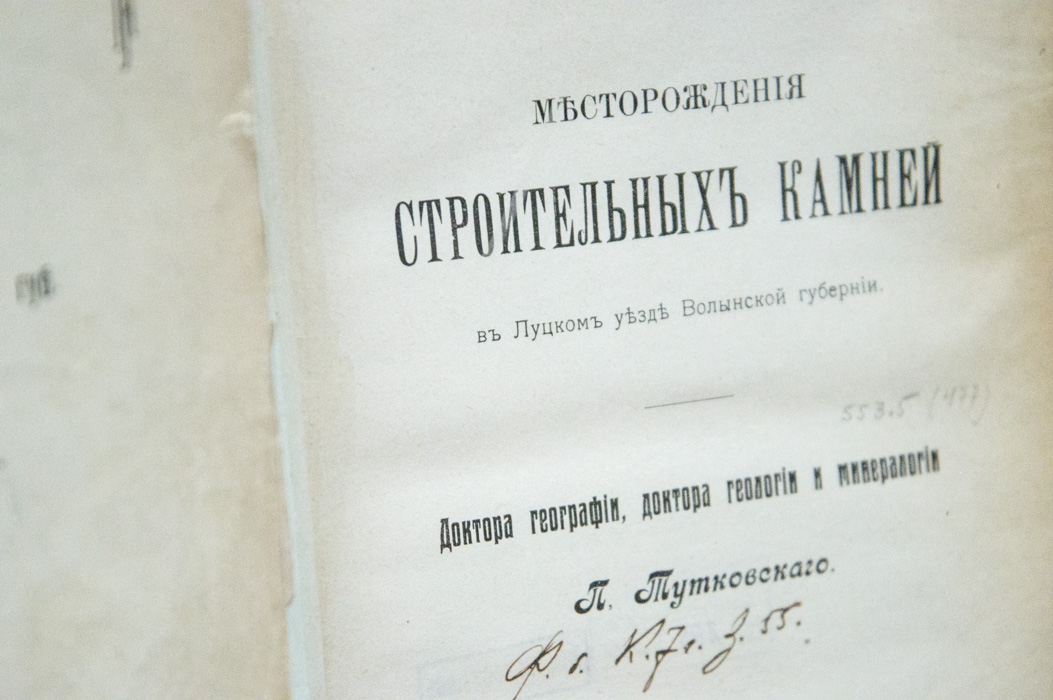 МѢСТОРОЖДЕНІЯ
СТРОИТЕЛЬНЫХЪ КАМНЕЙ
въ Луцкомъ уѣздѣ Волынской губерніи.
553.5 (477)
Доктора географіи, доктора геологіи и минералогіи
П. Тутковскаго.